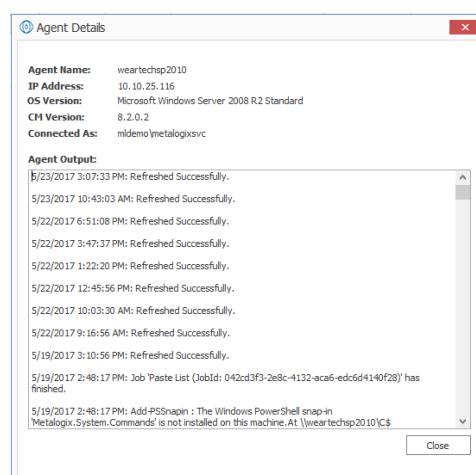 Agent Details
Agent Name: weartechsp2010
IP Address: 10.10.25.116
OS Version: Microsoft Windows Server 2008 R2 Standard
CM Version: 8.2.0.2
Connected As: mldemo\metalogixsvc
Agent Output:
5/23/2017 3:07:33 PM: Refreshed Successfully.
5/23/2017 10:43:03 AM: Refreshed Successfully.
5/22/2017 6:51:08 PM: Refreshed Successfully.
5/22/2017 3:47:37 PM: Refreshed Successfully.
5/22/2017 1:22:20 PM: Refreshed Successfully.
5/22/2017 12:45:56 PM: Refreshed Successfully.
5/22/2017 10:03:30 AM: Refreshed Successfully.
5/22/2017 9:16:56 AM: Refreshed Successfully.
5/19/2017 3:10:56 PM: Refreshed Successfully.
5/19/2017 2:48:17 PM: Job 'Paste List (JobId: 042cd3f3-2e8c-4132-aca6-edc6d4140f28)' has
finished.
5/19/2017 2:48:17 PM: Add-PSSnapin : The Windows PowerShell snap-in
'Metalogix.System.Commands' is not installed on this machine.At \\weartechsp2010\C$
Close